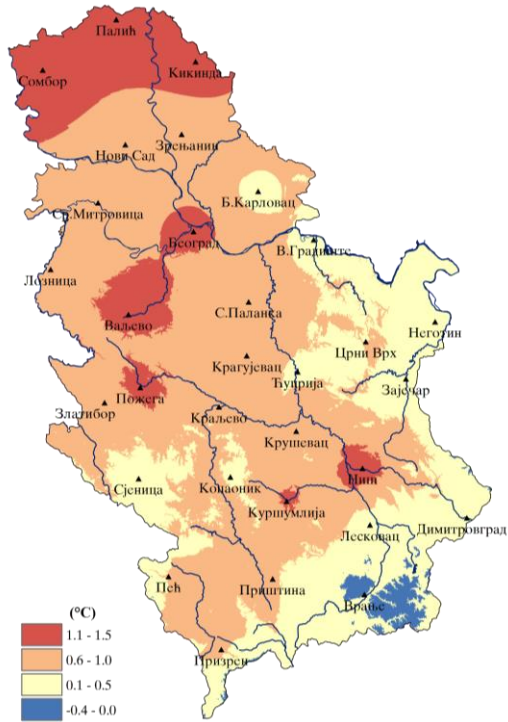 Палић
Сомбор
Кикинда
Зрењанин
Нови Сад
Б.Карловац
Ср.Митровица
Београд
В.Градиште
Лозница
С.Паланка
Ваљево
Неготин
Црни Врх
Крагујевац
Ћуприја
Зајечар
Пожега
Златибор
Краљево
Крушевац
Ниш
Сјеница
Копаоник
Куршумлија
Димитровград
Лесковац
Пећ
Приштина
Врање
Призрен
(°C)
1.1 - 1.5
0.6 - 1.0
0.1 - 0.5
-0.4 - 0.0